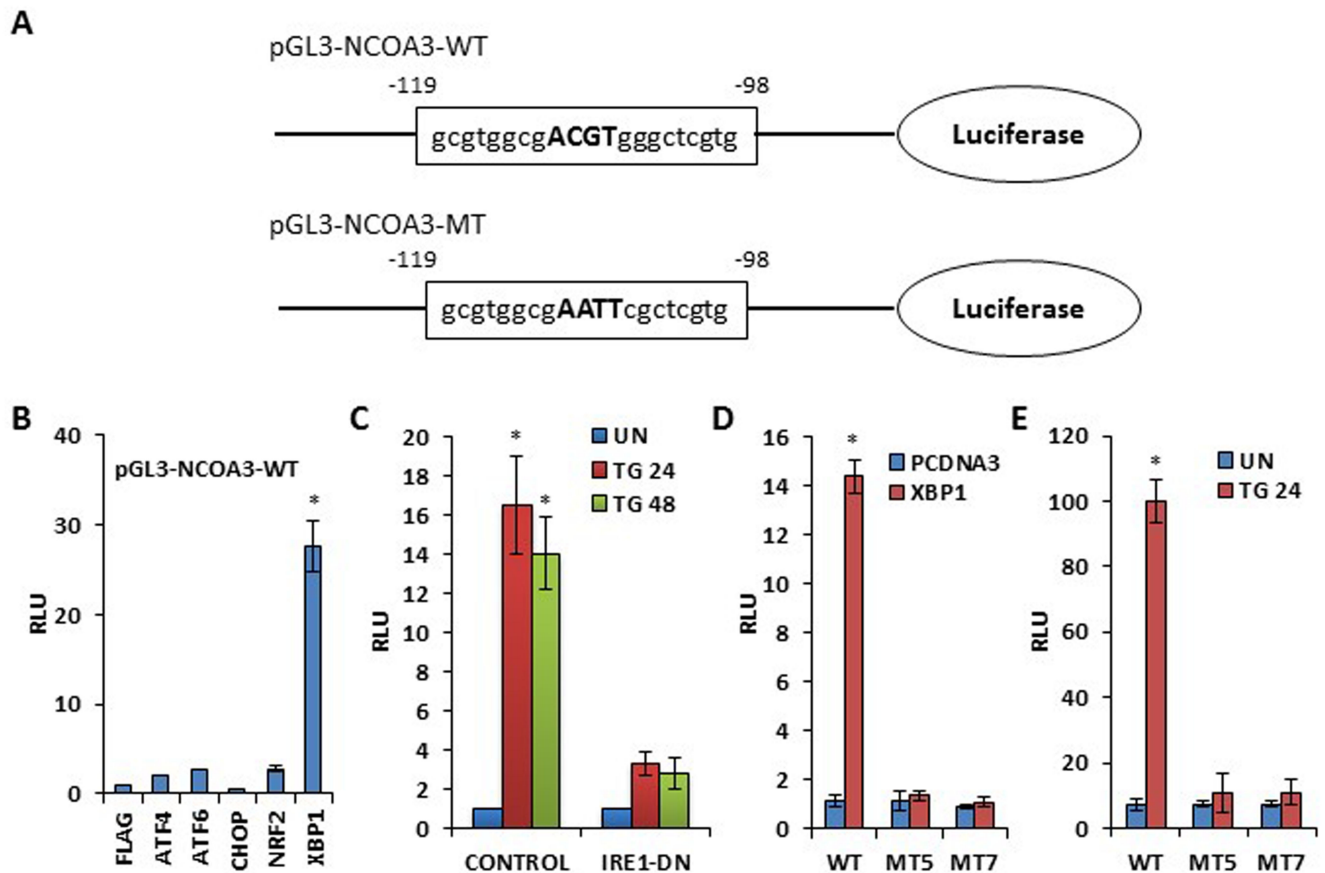 A
pGL3-NCOA3-WT
-119 -98
gcgtggcgACGTgggctcgtg
Luciferase
pGL3-NCOA3-MT
-119 -98
gcgtggcgAATTcgctcgtg
Luciferase
B
pGL3-NCOA3-WT
RLU
40
30
20
10
0
*
FLAG ATF4 ATF6 CHOP NRF2 XBP1
C
RLU
20
18
16
14
12
10
8
6
4
2
0
* *
UN
TG 24
TG 48
CONTROL IRE1-DN
D
RLU
16
14
12
10
8
6
4
2
0
*
PCDNA3
XBP1
WT MT5 MT7
E
RLU
120
100
80
60
40
20
0
*
UN
TG 24
WT MT5 MT7